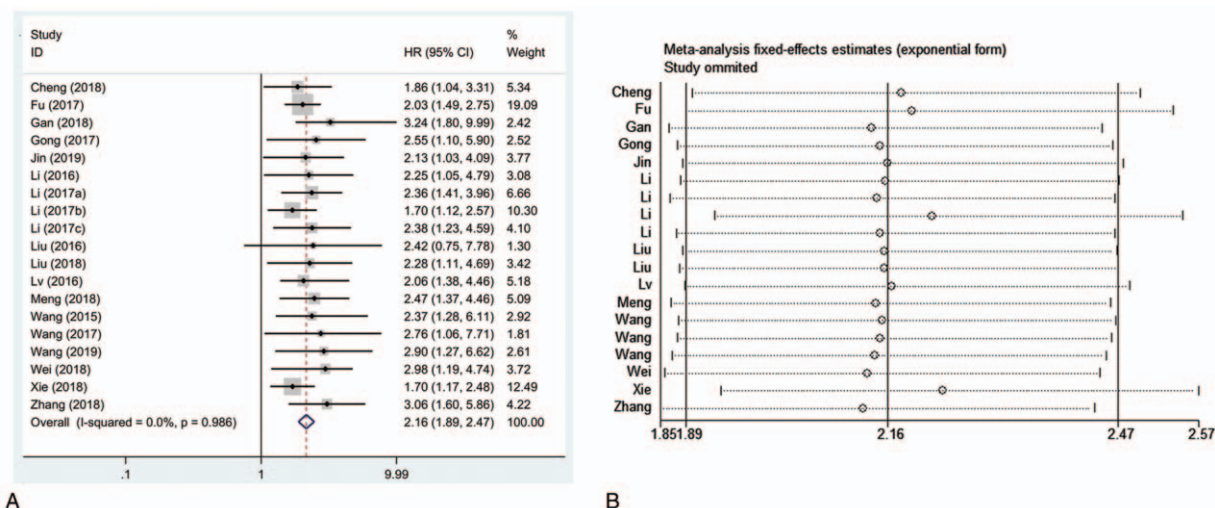 Study %
ID HR (95% CI) Weight
Cheng (2018) 1.86 (1.04, 3.31) 5.34
Fu (2017) 2.03 (1.49, 2.75) 19.09
Gan (2018) 3.24 (1.80, 9.99) 2.42
Gong (2017) 2.55 (1.10, 5.90) 2.52
Jin (2019) 2.13 (1.03, 4.09) 3.77
Li (2016) 2.25 (1.05, 4.79) 3.08
Li (2017a) 2.36 (1.41, 3.96) 6.66
Li (2017b) 1.70 (1.12, 2.57) 10.30
Li (2017c) 2.38 (1.23, 4.59) 4.10
Liu (2016) 2.42 (0.75, 7.78) 1.30
Liu (2018) 2.28 (1.11, 4.69) 3.42
Lv (2016) 2.06 (1.38, 4.46) 5.18
Meng (2018) 2.47 (1.37, 4.46) 5.09
Wang (2015) 2.37 (1.28, 6.11) 2.92
Wang (2017) 2.76 (1.06, 7.71) 1.81
Wang (2019) 2.90 (1.27, 6.62) 2.61
Wei (2018) 2.98 (1.19, 4.74) 3.72
Xie (2018) 1.70 (1.17, 2.48) 12.49
Zhang (2018) 3.06 (1.60, 5.86) 4.22
Overall (I-squared = 0.0%, p = 0.986) 2.16 (1.89, 2.47) 100.00
.1 1 9.99
A
Meta-analysis fixed-effects estimates (exponential form)
Study ommited
Cheng
Fu
Gan
Gong
Jin
Li
Li
Li
Li
Liu
Liu
Lv
Meng
Wang
Wang
Wang
Wei
Xie
Zhang
1.851.89 2.16 2.47 2.57
B